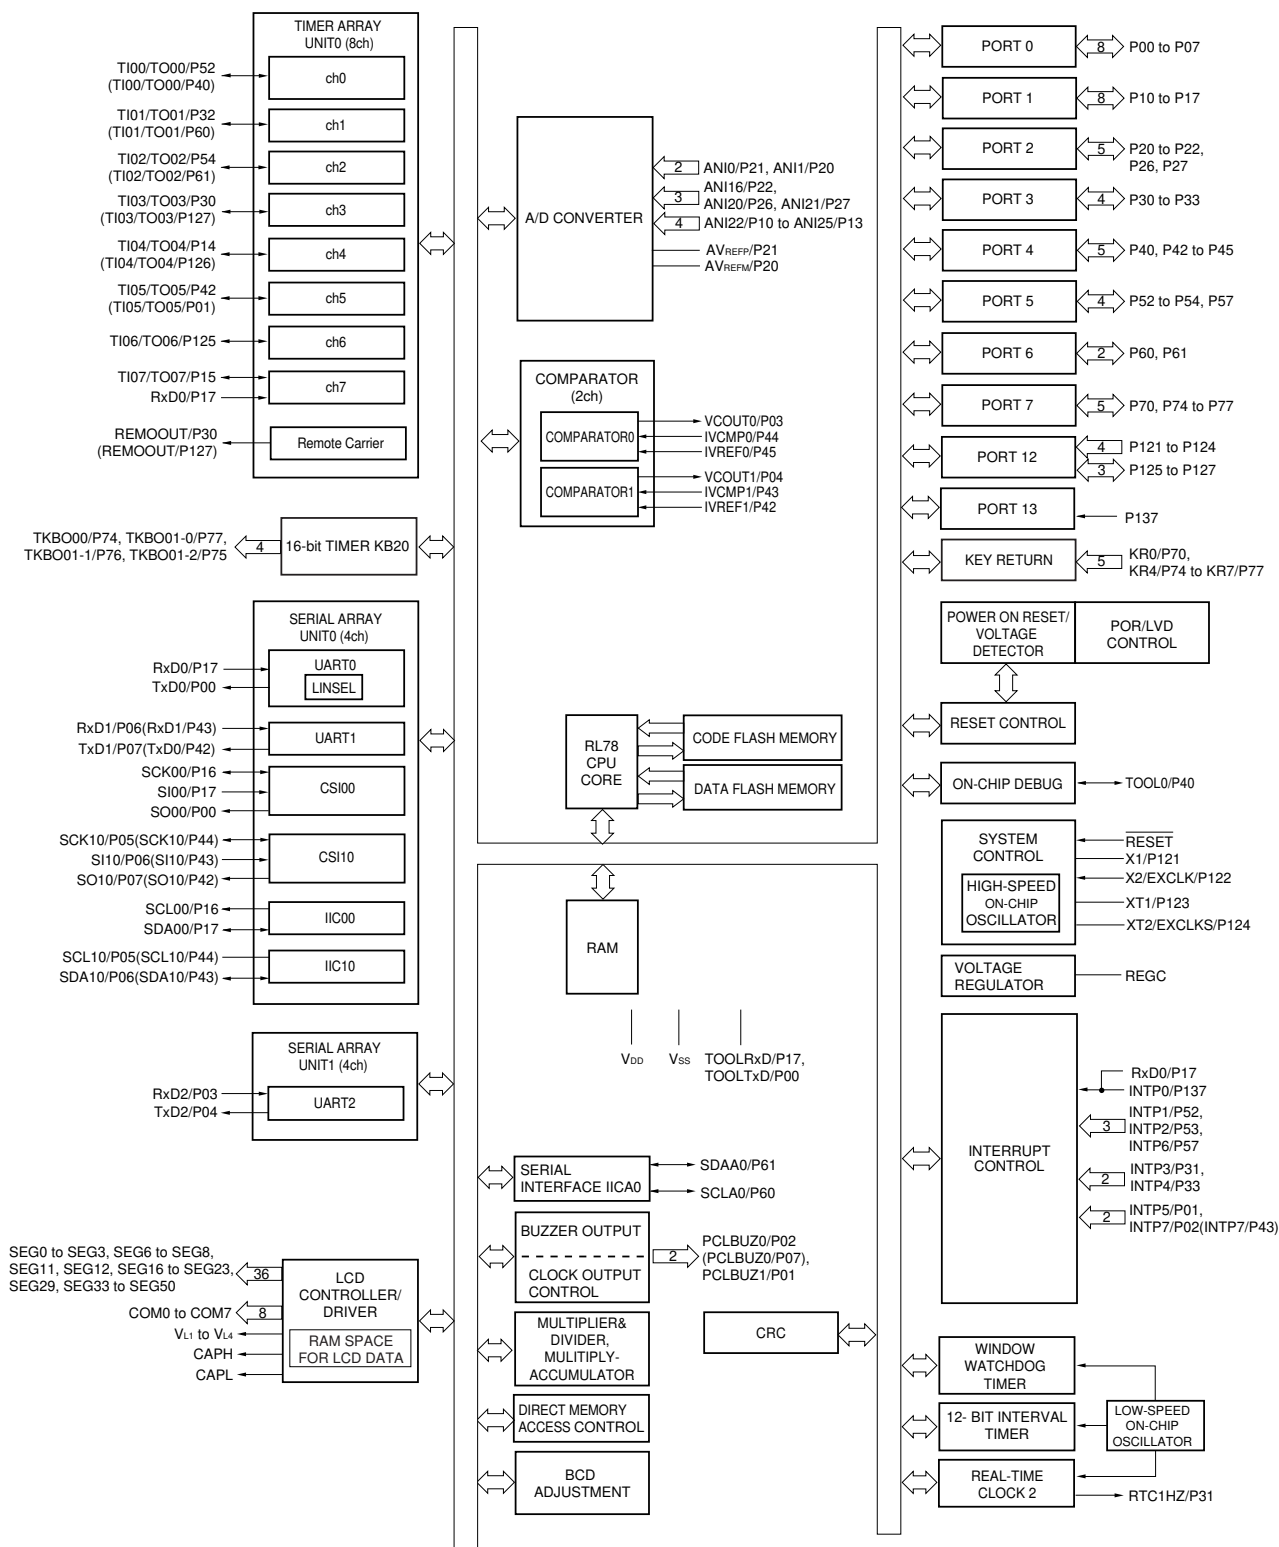 TIMER ARRAY
UNIT0 (8ch)
TI00/TO00/P52
(TI00/TO00/P40)
ch0
TI01/TO01/P32
(TI01/TO01/P60)
ch1
TI02/TO02/P54
(TI02/TO02/P61)
ch2
TI03/TO03/P30
(TI03/TO03/P127)
ch3
TI04/TO04/P14
(TI04/TO04/P126)
ch4
TI05/TO05/P42
(TI05/TO05/P01)
ch5
TI06/TO06/P125
ch6
TI07/TO07/P15
RxD0/P17
ch7
REMOOUT/P30
(REMOOUT/P127)
Remote Carrier
TKBO00/P74, TKBO01-0/P77,
TKBO01-1/P76, TKBO01-2/P75
4
16-bit TIMER KB20
SERIAL ARRAY
UNIT0 (4ch)
RxD0/P17
TxD0/P00
UART0
LINSEL
RxD1/P06(RxD1/P43)
TxD1/P07(TxD0/P42)
UART1
SCK00/P16
SI00/P17
SO00/P00
CSI00
SCK10/P05(SCK10/P44)
SI10/P06(SI10/P43)
SO10/P07(SO10/P42)
CSI10
SCL00/P16
SDA00/P17
IIC00
SCL10/P05(SCL10/P44)
SDA10/P06(SDA10/P43)
IIC10
SERIAL ARRAY
UNIT1 (4ch)
RxD2/P03
TxD2/P04
UART2
SEG0 to SEG3, SEG6 to SEG8,
SEG11, SEG12, SEG16 to SEG23,
SEG29, SEG33 to SEG50
36
COM0 to COM7
8
VL1 to VL4
CAPH
CAPL
LCD
CONTROLLER/
DRIVER
RAM SPACE
FOR LCD DATA
A/D CONVERTER
2
ANI0/P21, ANI1/P20
3
ANI16/P22,
ANI20/P26, ANI21/P27
4
ANI22/P10 to ANI25/P13
AVREFP/P21
AVREFM/P20
COMPARATOR
(2ch)
COMPARATOR0
VCOUT0/P03
IVCMP0/P44
IVREF0/P45
COMPARATOR1
VCOUT1/P04
IVCMP1/P43
IVREF1/P42
RL78
CPU
CORE
CODE FLASH MEMORY
DATA FLASH MEMORY
RAM
VDD
VSS
TOOLRxD/P17,
TOOLTxD/P00
SERIAL
INTERFACE IICA0
SDAA0/P61
SCLA0/P60
BUZZER OUTPUT
CLOCK OUTPUT
CONTROL
2
PCLBUZ0/P02
(PCLBUZ0/P07),
PCLBUZ1/P01
MULTIPLIER&
DIVIDER,
MULITIPLY-
ACCUMULATOR
DIRECT MEMORY
ACCESS CONTROL
BCD
ADJUSTMENT
CRC
PORT 0
8
P00 to P07
PORT 1
8
P10 to P17
PORT 2
5
P20 to P22,
P26, P27
PORT 3
4
P30 to P33
PORT 4
5
P40, P42 to P45
PORT 5
4
P52 to P54, P57
PORT 6
2
P60, P61
PORT 7
5
P70, P74 to P77
PORT 12
4
P121 to P124
3
P125 to P127
PORT 13
P137
KEY RETURN
5
KR0/P70,
KR4/P74 to KR7/P77
POWER ON RESET/
VOLTAGE
DETECTOR
POR/LVD
CONTROL
RESET CONTROL
ON-CHIP DEBUG
TOOL0/P40
SYSTEM
CONTROL
HIGH-SPEED
ON-CHIP
OSCILLATOR
RESET
X1/P121
X2/EXCLK/P122
XT1/P123
XT2/EXCLKS/P124
VOLTAGE
REGULATOR
REGC
INTERRUPT
CONTROL
RxD0/P17
INTP0/P137
3
INTP1/P52,
INTP2/P53,
INTP6/P57
2
INTP3/P31,
INTP4/P33
2
INTP5/P01,
INTP7/P02(INTP7/P43)
WINDOW
WATCHDOG
TIMER
12- BIT INTERVAL
TIMER
LOW-SPEED
ON-CHIP
OSCILLATOR
REAL-TIME
CLOCK 2
RTC1HZ/P31